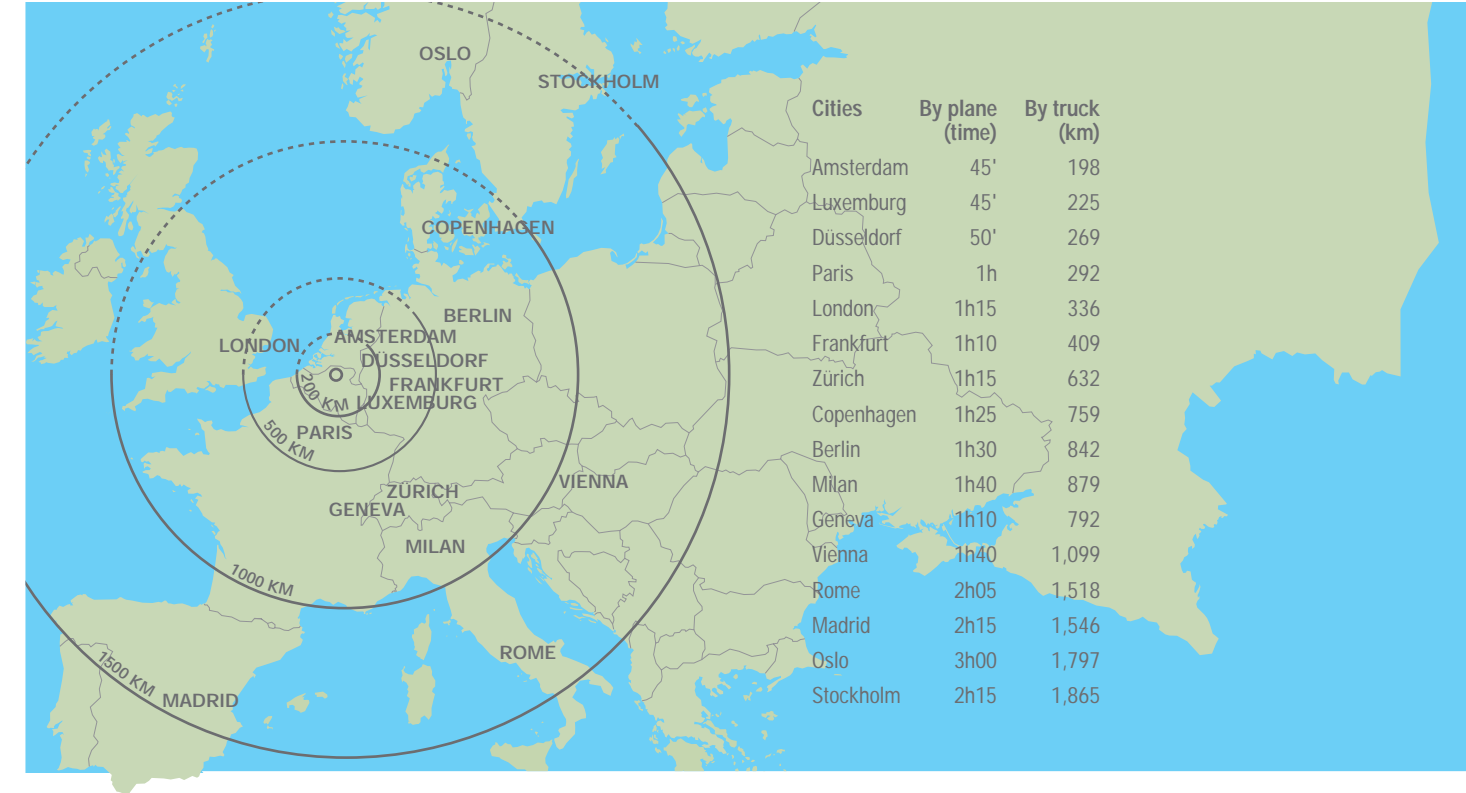 OSLO
STOCKHOLM
COPENHAGEN
BERLIN
AMSTERDAM
LONDON
DÜSSELDORF
FRANKFURT
200 KM
LUXEMBURG
PARIS
500 KM
VIENNA
ZÜRICH
GENEVA
MILAN
1000 KM
ROME
1500 KM
MADRID
Cities By plane (time) By truck (km)
Amsterdam 45' 198
Luxemburg 45' 225
Düsseldorf 50' 269
Paris 1h 292
London 1h15 336
Frankfurt 1h10 409
Zürich 1h15 632
Copenhagen 1h25 759
Berlin 1h30 842
Milan 1h40 879
Geneva 1h10 792
Vienna 1h40 1,099
Rome 2h05 1,518
Madrid 2h15 1,546
Oslo 3h00 1,797
Stockholm 2h15 1,865